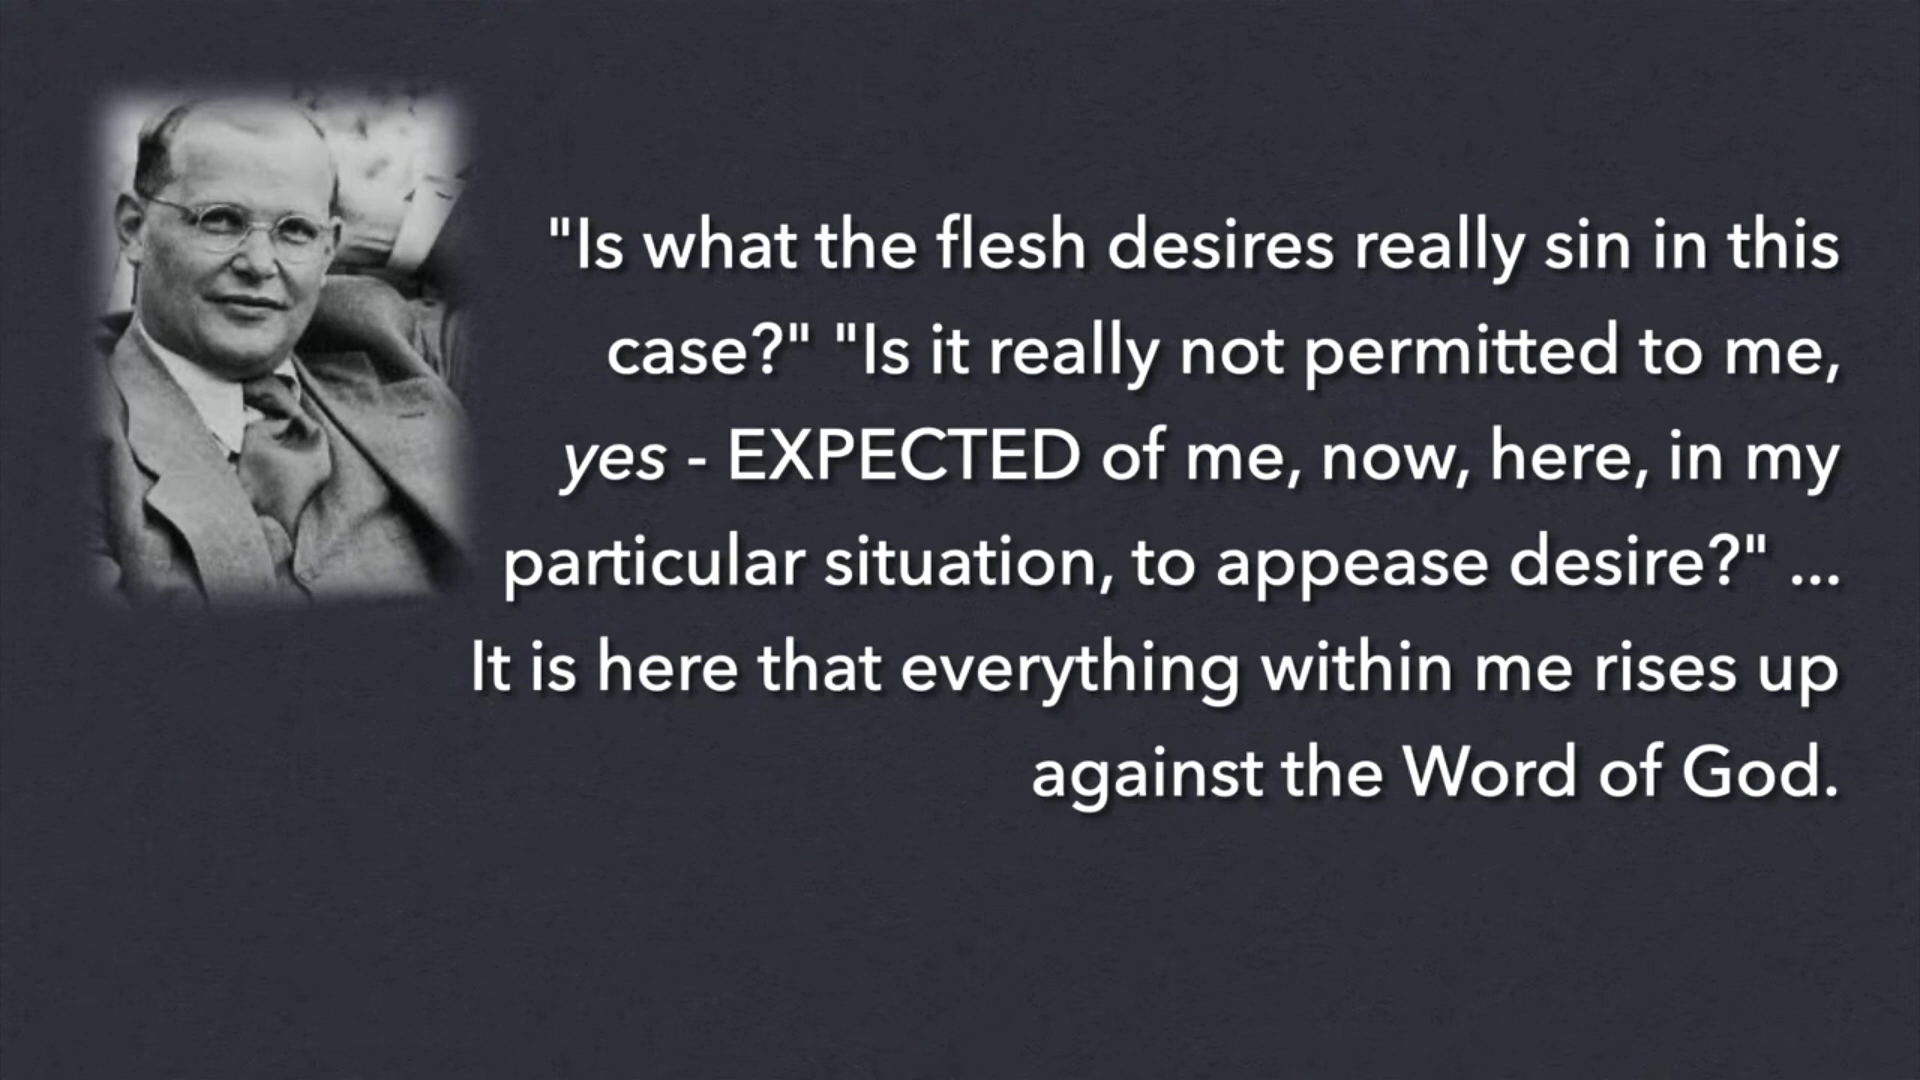 "Is what the flesh desires really sin in this
case?" "Is it really not permitted to me,
yes - EXPECTED of me, now, here, in my
particular situation, to appease desire?" ...
It is here that everything within me rises up
against the Word of God.